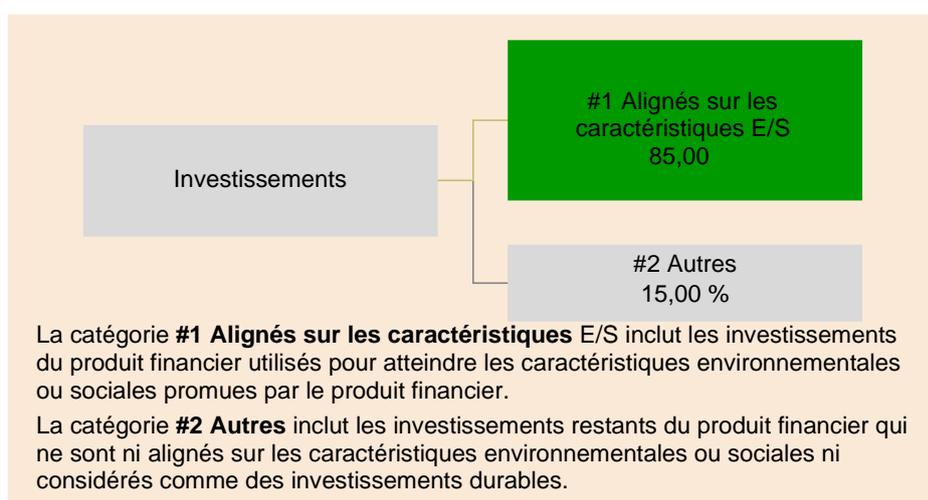 #1 Alignés sur les
caractéristiques E/S
85,00
Investissements
#2 Autres
15,00 %
La catégorie #1 Alignés sur les caractéristiques E/S inclut les investissements
du produit financier utilisés pour atteindre les caractéristiques environnementales
ou sociales promues par le produit financier.
La catégorie #2 Autres inclut les investissements restants du produit financier qui
ne sont ni alignés sur les caractéristiques environnementales ou sociales ni
considérés comme des investissements durables.